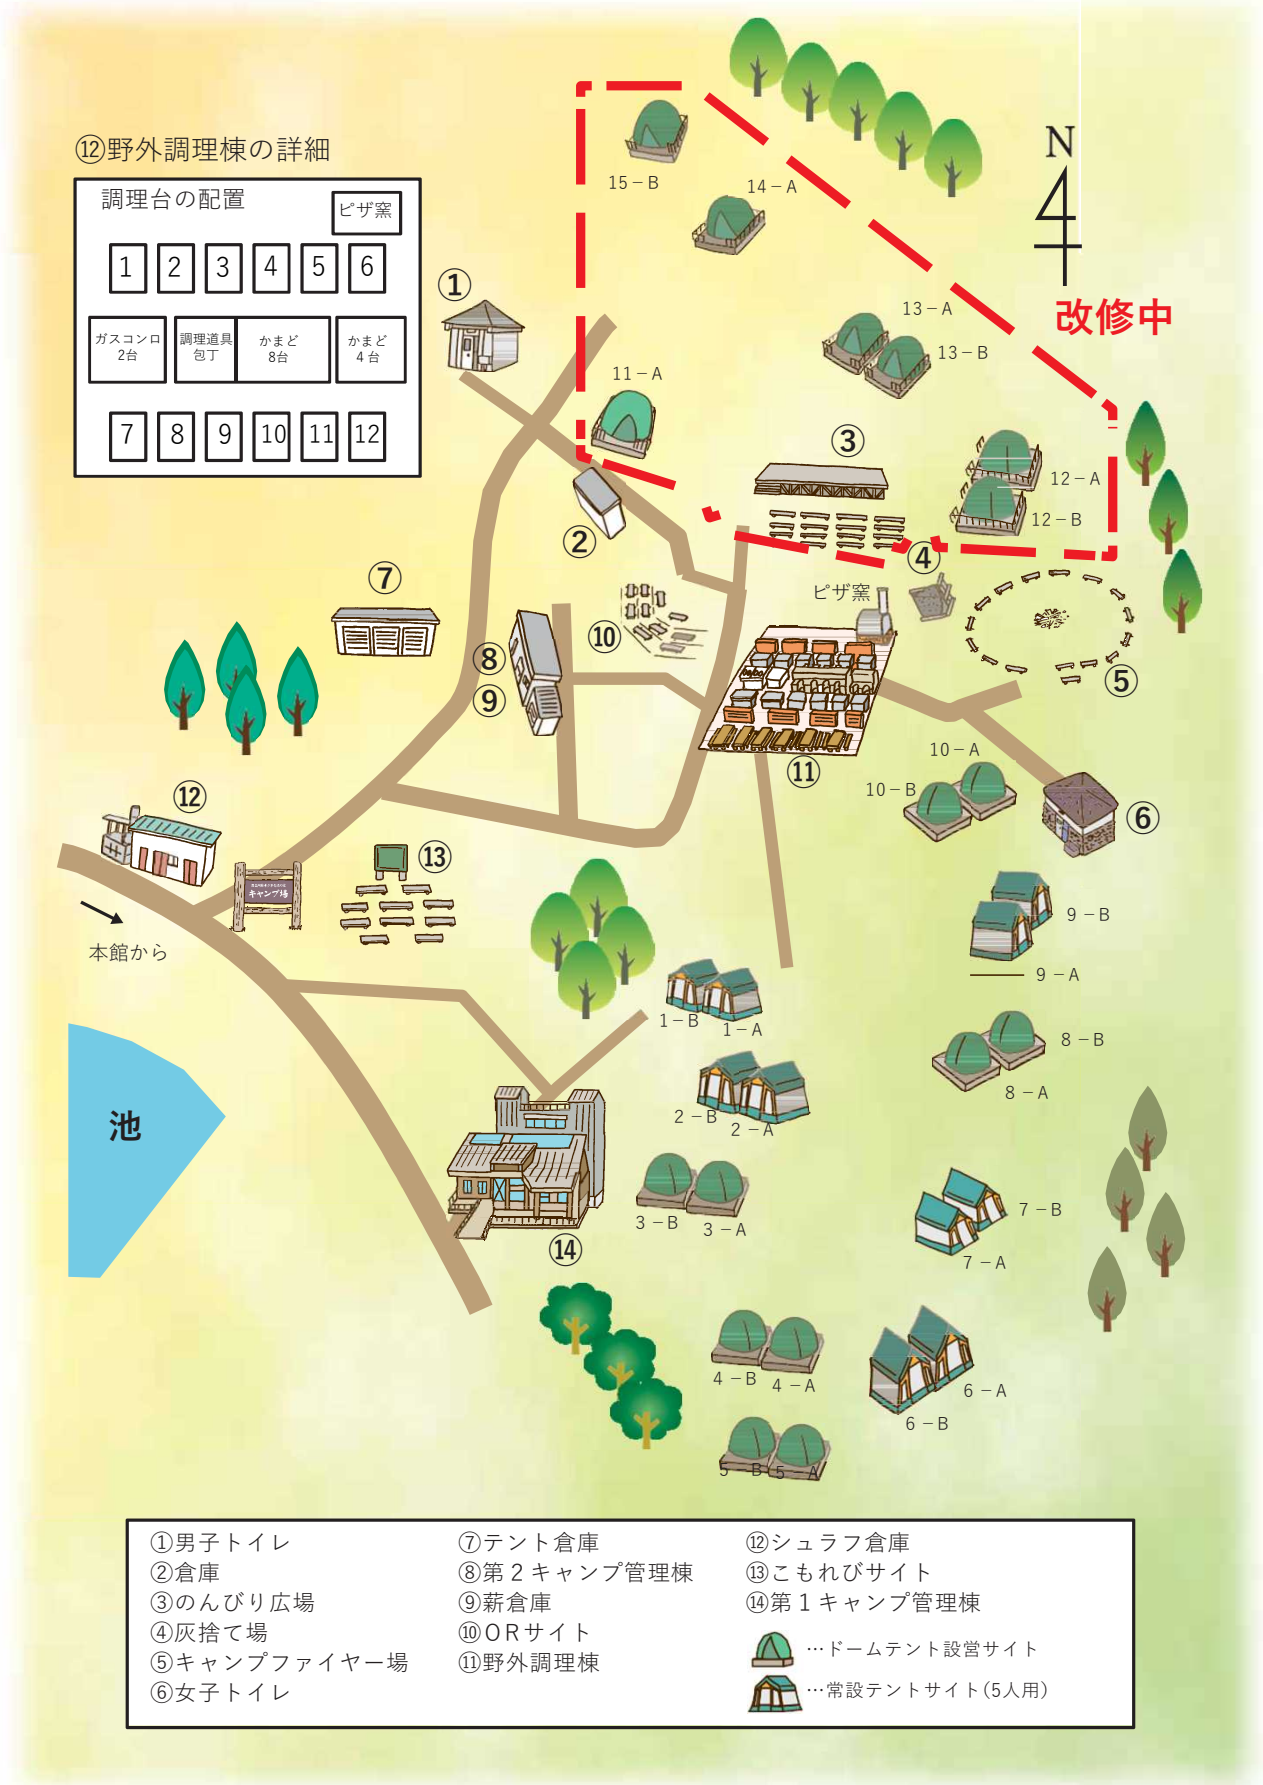 ⑫野外調理棟の詳細
調理台の配置
ピザ窯
1 2 3 4 5 6
ガスコンロ
2台
調理道具
包丁
かまど
8台
かまど
4台
7 8 9 10 11 12
N
改修中
15－B
14－A
13－A
13－B
11－A
12－A
12－B
①
②
③
④
ピザ窯
⑤
⑥
⑦
⑧
⑨
⑩
⑪
⑫
⑬
キャンプ場
本館から
池
10－A
10－B
9－B
9－A
1－B
1－A
8－B
8－A
2－B
2－A
3－B
3－A
7－B
7－A
⑭
4－B
4－A
6－A
6－B
5－B
5－A
①男子トイレ
②倉庫
③のんびり広場
④灰捨て場
⑤キャンプファイヤー場
⑥女子トイレ
⑦テント倉庫
⑧第２キャンプ管理棟
⑨薪倉庫
⑩ORサイト
⑪野外調理棟
⑫シュラフ倉庫
⑬こもれびサイト
⑭第１キャンプ管理棟
…ドームテント設営サイト
…常設テントサイト(5人用)